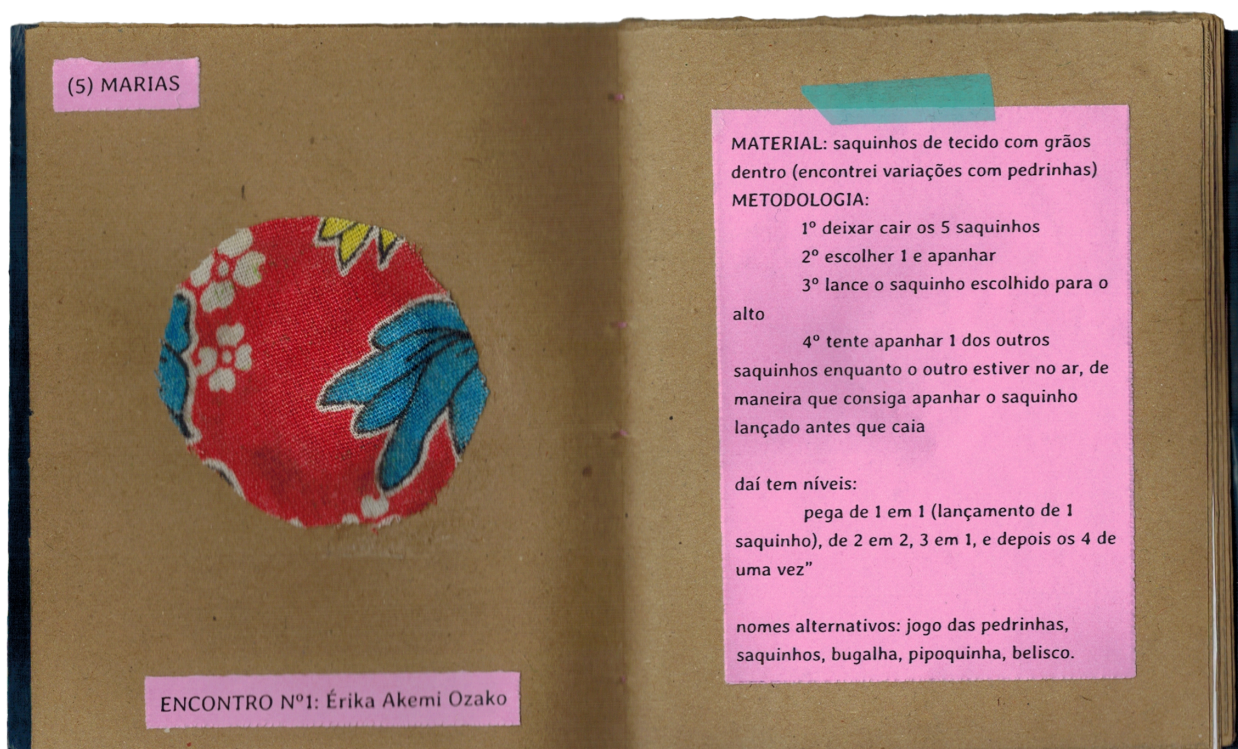 (5) MARIAS
ENCONTRO Nº1: Érika Akemi Ozako
MATERIAL: saquinhos de tecido com grãos
dentro (encontrei variações com pedrinhas)
METODOLOGIA:
1º deixar cair os 5 saquinhos
2º escolher 1 e apanhar
3º lance o saquinho escolhido para o
alto
4º tente apanhar 1 dos outros
saquinhos enquanto o outro estiver no ar, de
maneira que consiga apanhar o saquinho
lançado antes que caia
daí tem níveis:
pega de 1 em 1 (lançamento de 1
saquinho), de 2 em 2, 3 em 1, e depois os 4 de
uma vez”
nomes alternativos: jogo das pedrinhas,
saquinhos, bugalha, pipoquinha, belisco.